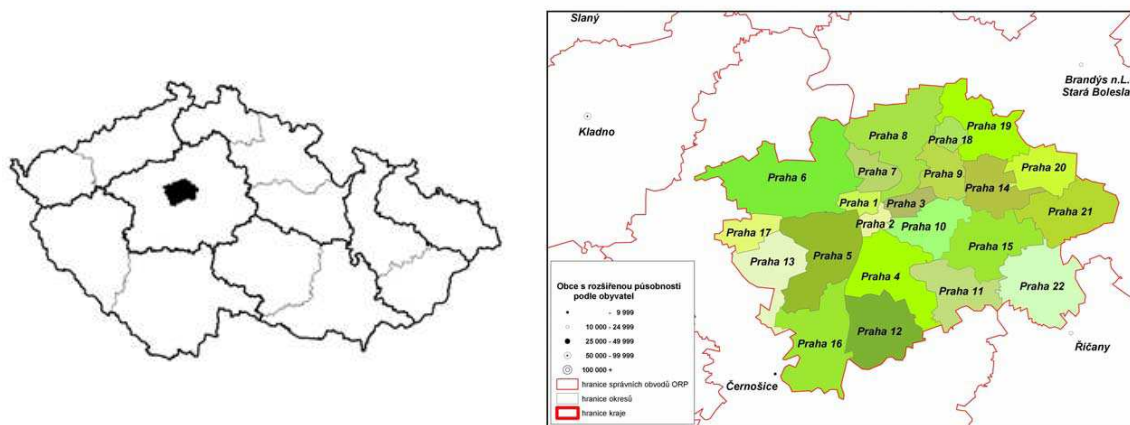 Slaný
Brandýs n.L.
Stará Bolesla
Kladno
Praha 19
Praha 8
Praha 18
Praha 6
Praha 7
Praha 9
Praha 20
Praha 14
Praha 1
Praha 3
Praha 21
Praha 2
Praha 10
Praha 17
Praha 15
Praha 5
Praha 13
Praha 4
Praha 11
Praha 22
Praha 12
Praha 16
Říčany
Černošice
Obce s rozšířenou působností
podle obyvatel
- 9 999
10 000 - 24 999
25 000 - 49 999
50 000 - 99 999
100 000 +
hranice správních obvodů ORP
hranice okresů
hranice kraje